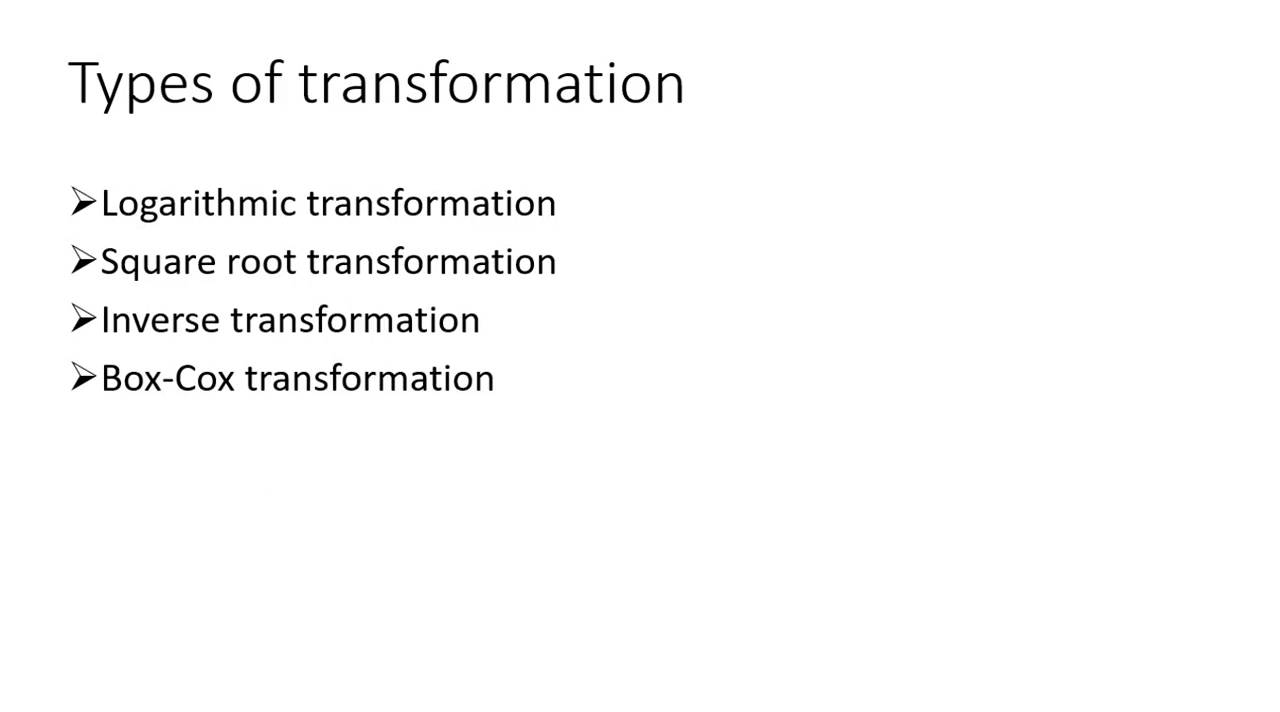 Types of transformation
➢Logarithmic transformation
➢Square root transformation
➢Inverse transformation
➢Box-Cox transformation